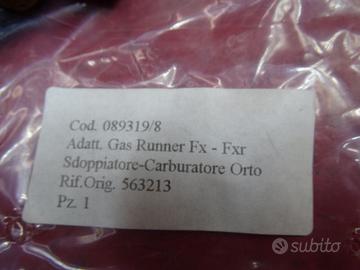 Cod. 089319/8
Adatt. Gas Runner Fx - Fxr
Sdoppiatore-Carburatore Orto
Rif.Orig. 563213
Pz. 1
subito